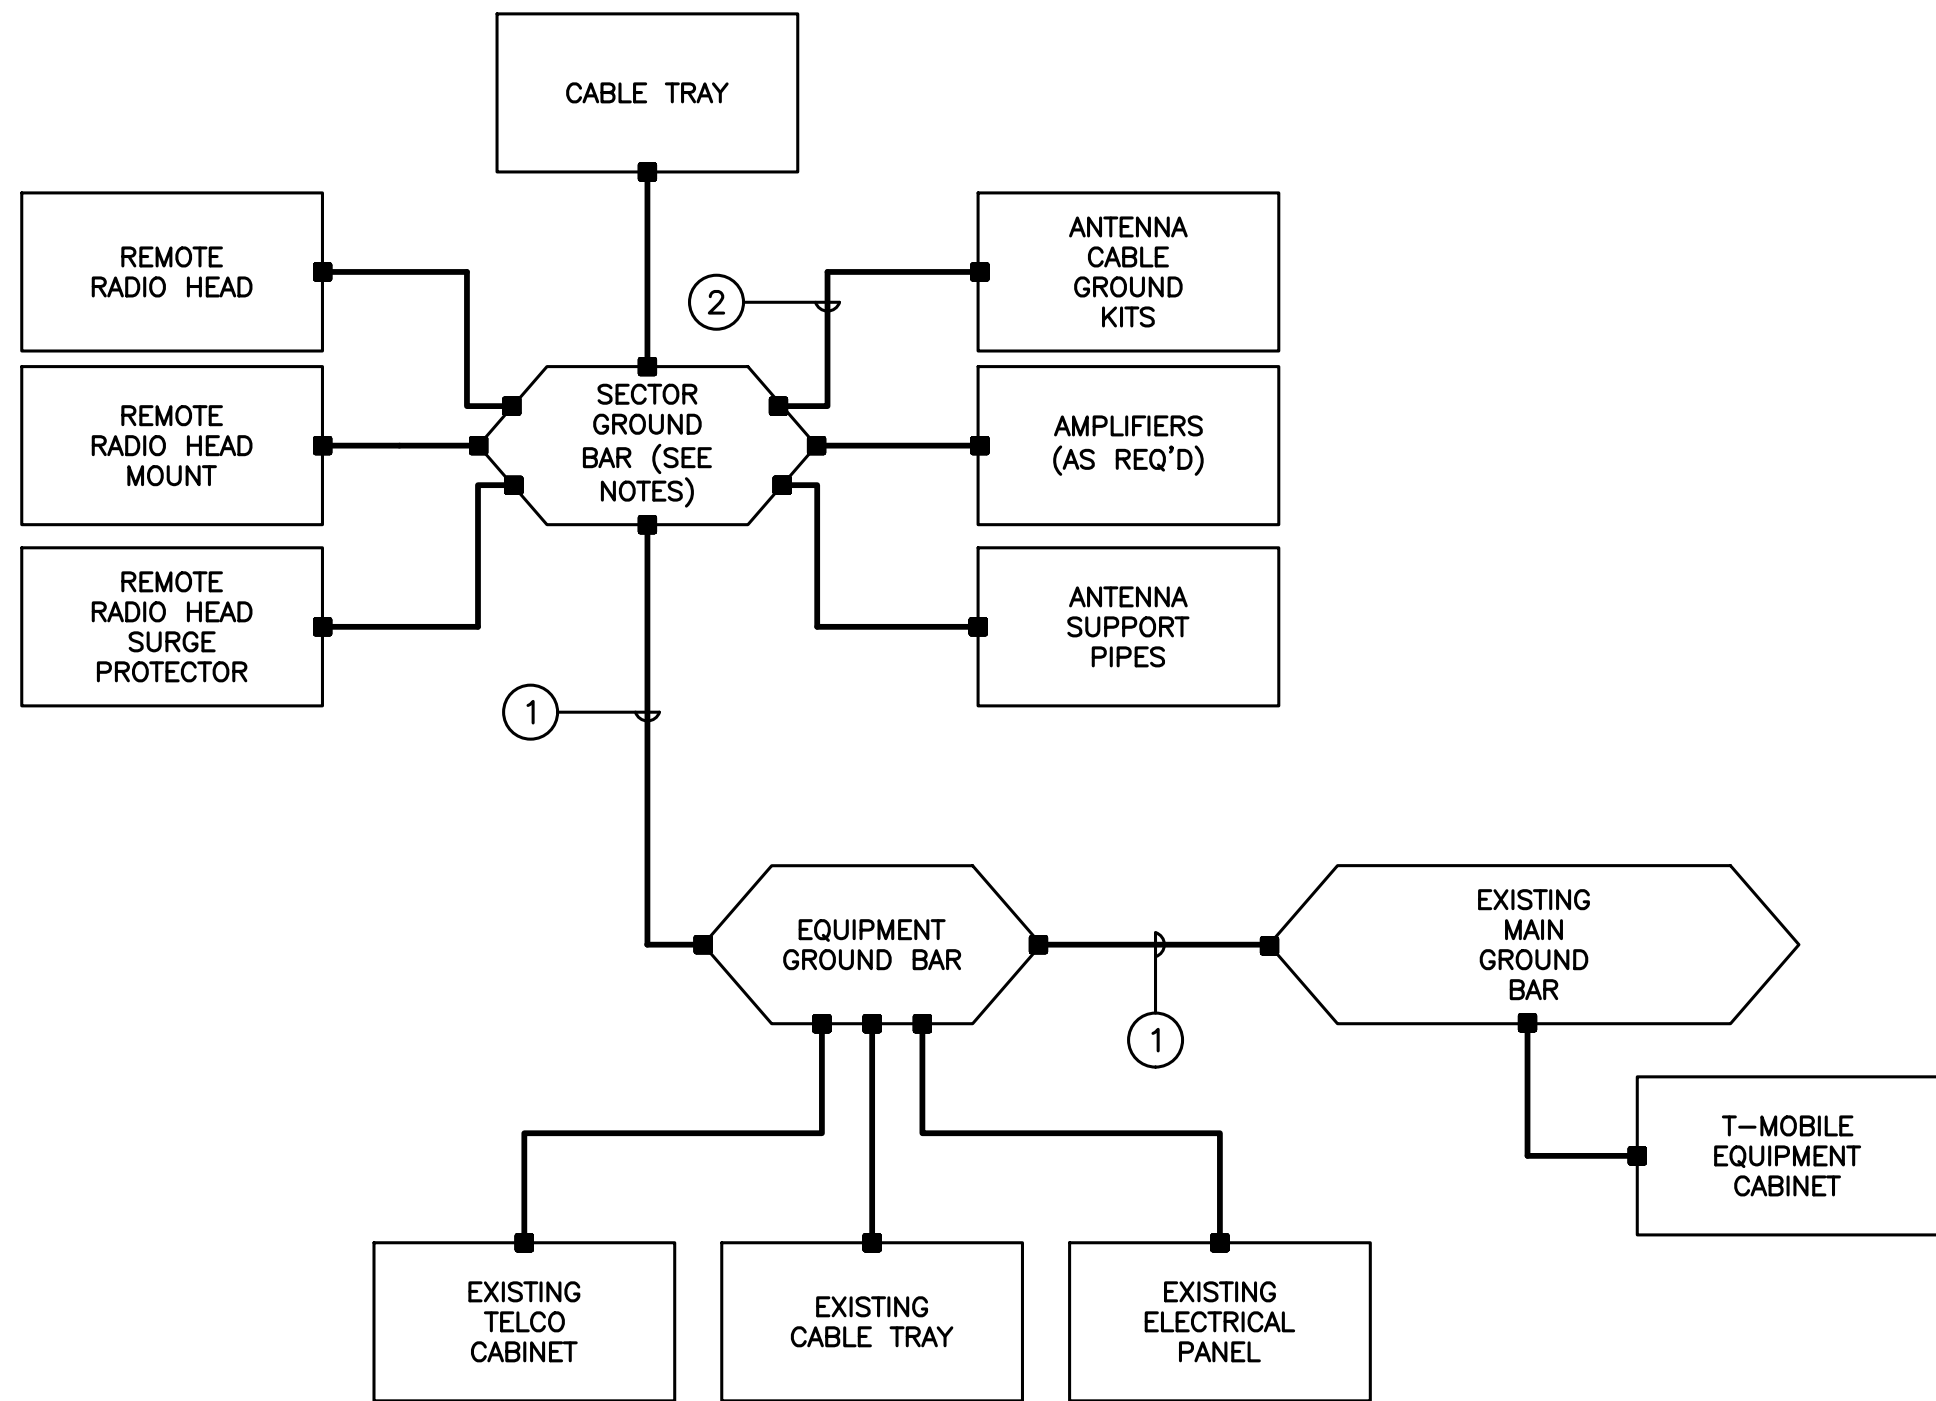 CABLE TRAY
REMOTE
RADIO HEAD
ANTENNA
CABLE
GROUND
KITS
2
REMOTE
RADIO HEAD
MOUNT
SECTOR
GROUND
BAR (SEE
NOTES)
AMPLIFIERS
(AS REQ'D)
REMOTE
RADIO HEAD
SURGE
PROTECTOR
ANTENNA
SUPPORT
PIPES
1
EQUIPMENT
GROUND BAR
EXISTING
MAIN
GROUND
BAR
1
T-MOBILE
EQUIPMENT
CABINET
EXISTING
TELCO
CABINET
EXISTING
CABLE TRAY
EXISTING
ELECTRICAL
PANEL